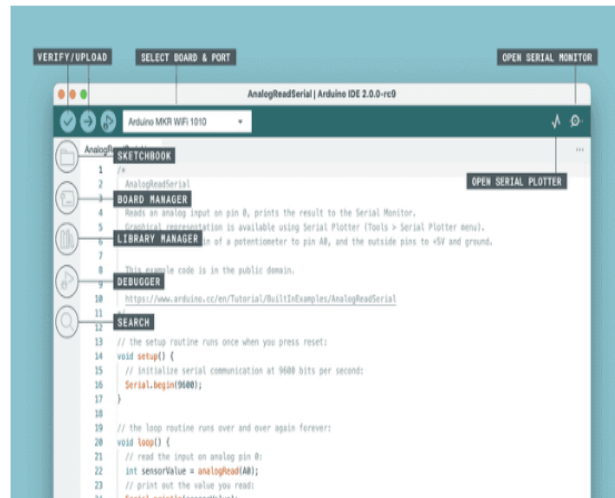 VERIFY/UPLOAD SELECT BOARD & PORT OPEN SERIAL MONITOR
AnalogReadSerial | Arduino IDE 2.0.0-rc9
Arduino MKR WiFi 1010
SKETCHBOOK
1 /*
2 AnalogReadSerial
OPEN SERIAL PLOTTER
BOARD MANAGER
4 Reads an analog input on pin 0, prints the result to the Serial Monitor.
5 Graphical representation is available using Serial Plotter (Tools > Serial Plotter menu).
LIBRARY MANAGER
6 of a potentiometer to pin A0, and the outside pins to +5V and ground.
7
8 This example code is in the public domain.
DEBUGGER
9
10 https://www.arduino.cc/en/Tutorial/BuiltInExamples/AnalogReadSerial
11
SEARCH
12
13 // the setup routine runs once when you press reset:
14 void setup() {
15 // initialize serial communication at 9600 bits per second:
16 Serial.begin(9600);
17 }
18
19 // the loop routine runs over and over again forever:
20 void loop() {
21 // read the input on analog pin 0:
22 int sensorValue = analogRead(A0);
23 // print out the value you read: